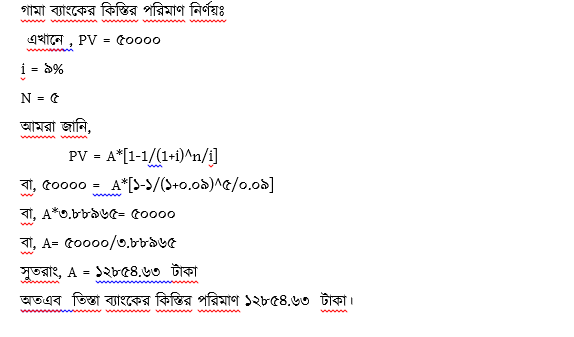 গামা ব্যাংকের কিস্তির পরিমাণ নির্ণয়ঃ
এখানে , PV = ৫০০০০
i = ৯%
N = ৫
আমরা জানি,
PV = A*[1-1/(1+i)^n/i]
বা, ৫০০০০ = A*[১-১/(১+০.০৯)^৫/০.০৯]
বা, A*৩.৮৮৯৬৫= ৫০০০০
বা, A= ৫০০০০/৩.৮৮৯৬৫
সুতরাং, A = ১২৮৫৪.৬৩ টাকা
অতএব তিস্তা ব্যাংকের কিস্তির পরিমাণ ১২৮৫৪.৬৩ টাকা।